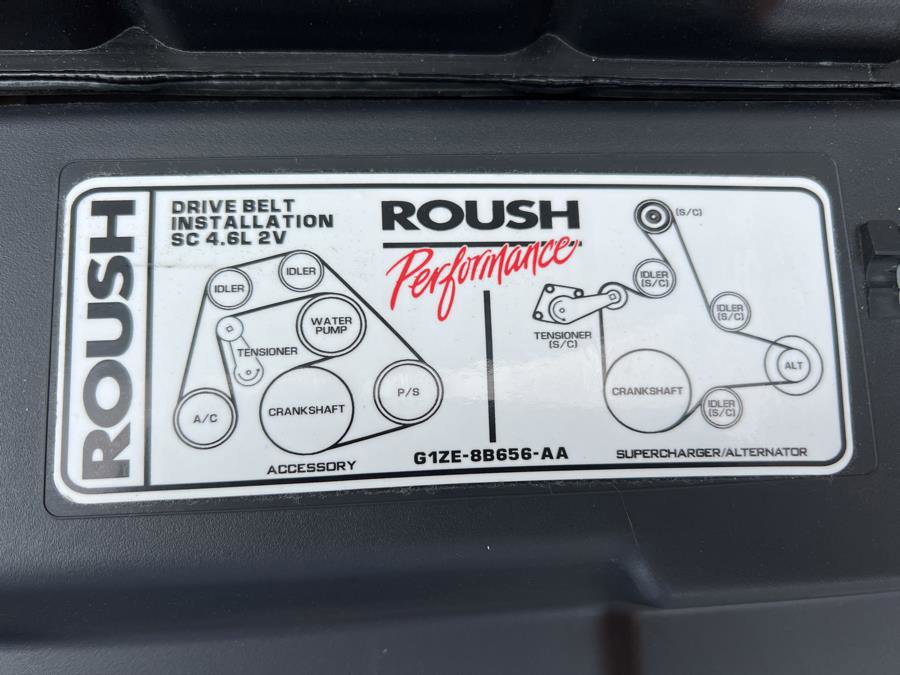 ROUSH
DRIVE BELT
INSTALLATION
SC 4.6L 2V
IDLER
IDLER
WATER
PUMP
TENSIONER
A/C
CRANKSHAFT
P/S
ACCESSORY
ROUSH
Performance
G1ZE-8B656-AA
(S/C)
IDLER
(S/C)
TENSIONER
(S/C)
IDLER
(S/C)
ALT
CRANKSHAFT
IDLER
(S/C)
SUPERCHARGER/ALTERNATOR